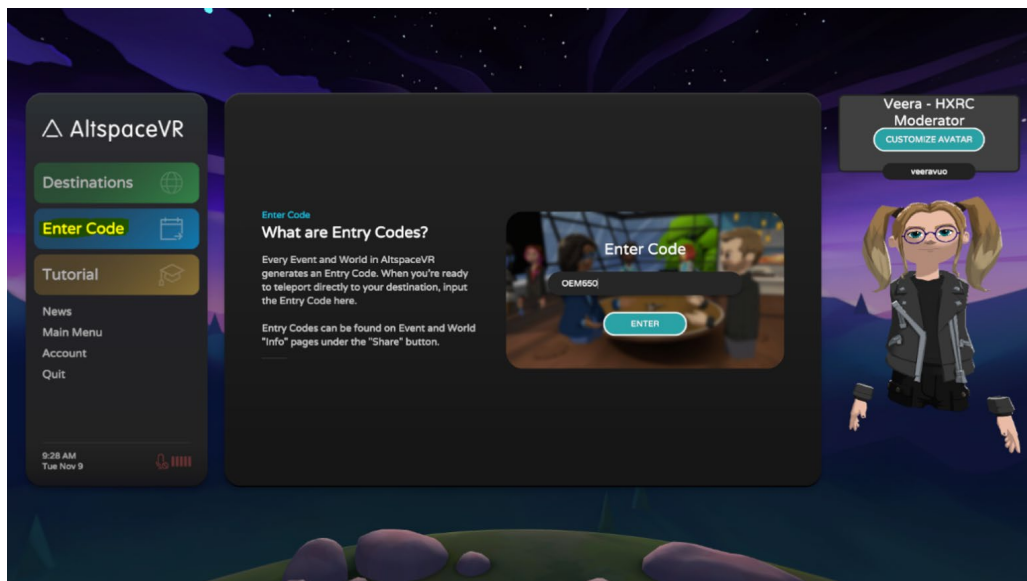 AltspaceVR
Destinations
Enter Code
Tutorial
News
Main Menu
Account
Quit
9:28 AM
Tue Nov 9
Enter Code
What are Entry Codes?
Every Event and World in AltspaceVR
generates an Entry Code. When you're ready
to teleport directly to your destination, input
the Entry Code here.
Entry Codes can be found on Event and World
"Info" pages under the "Share" button.
Enter Code
OEM650
ENTER
Veera - HXRC
Moderator
CUSTOMIZE AVATAR
veeravuo